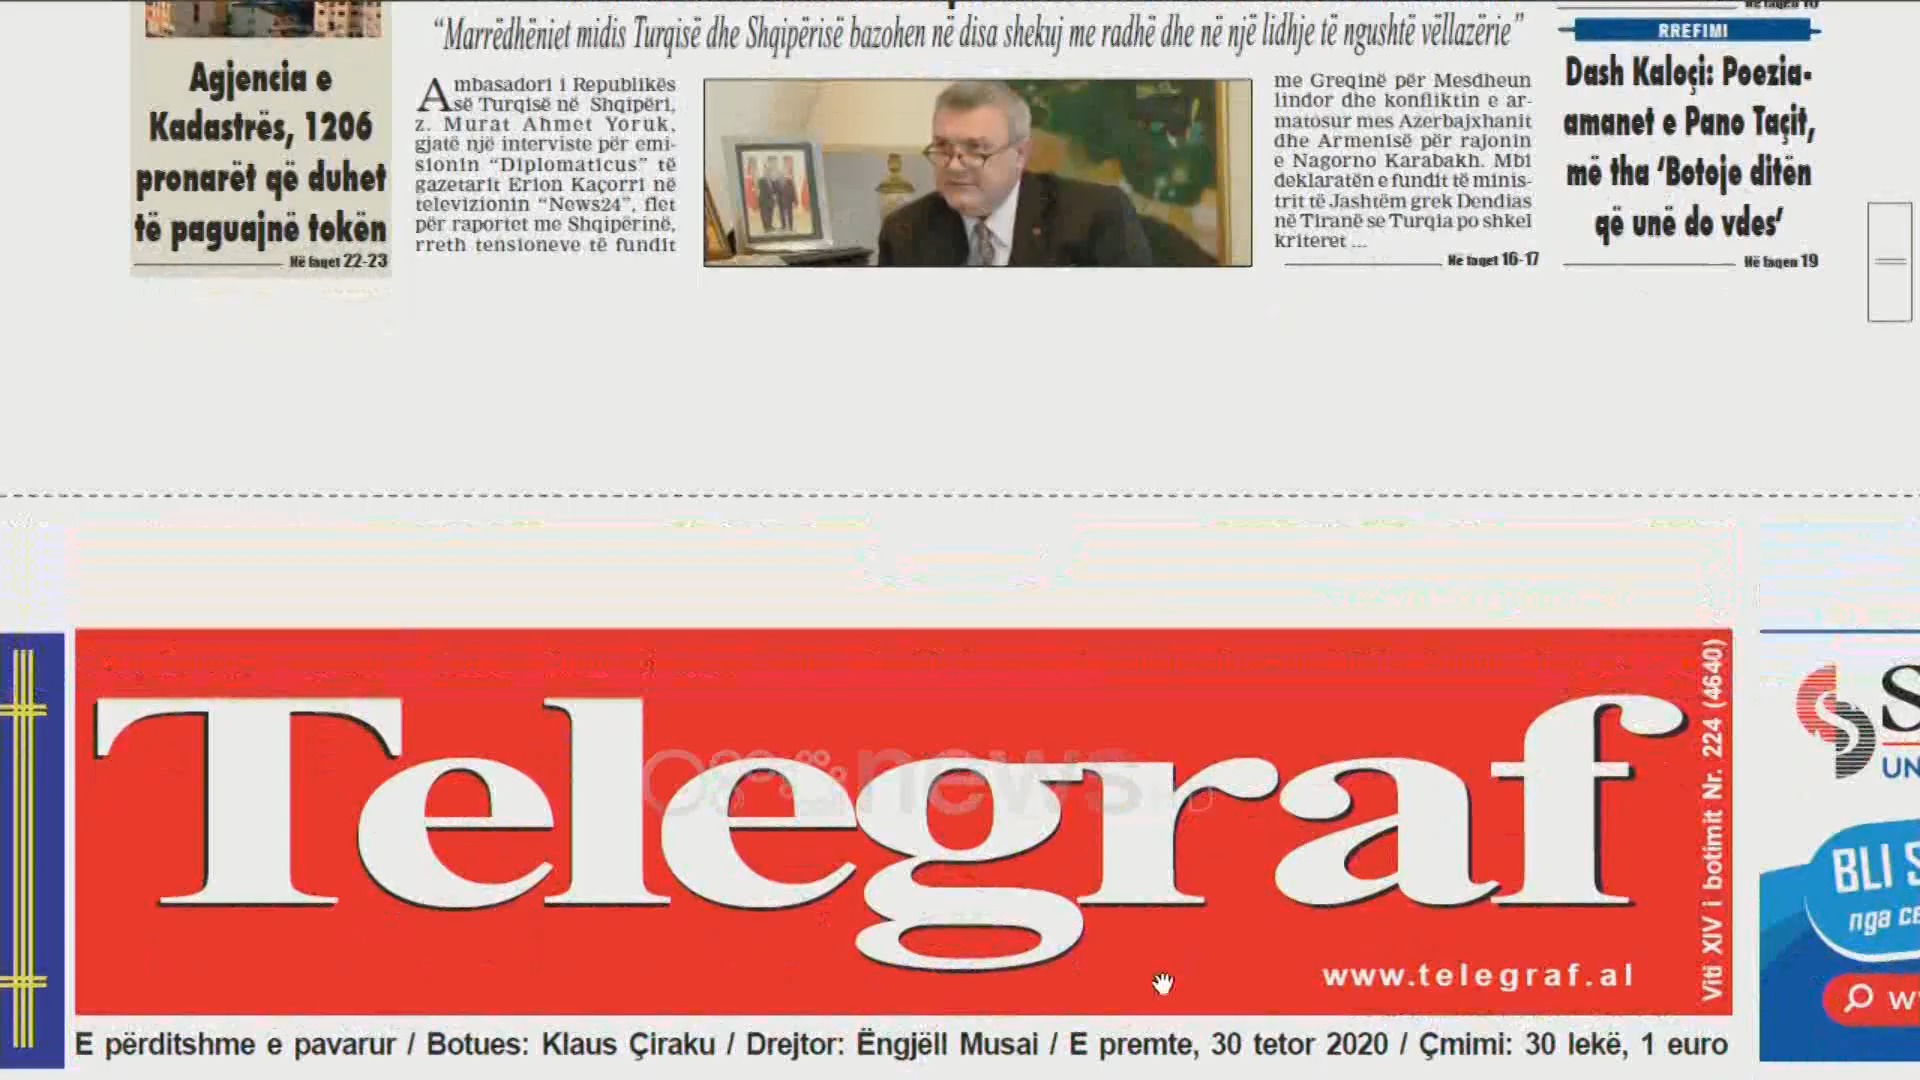 “Marrëdhëniet midis Turqisë dhe Shqipërisë bazohen në disa shekuj me radhë dhe në një lidhje të ngushtë vëllazërie”
Agjencia e
Kadastrës, 1206
pronarët që duhet
të paguajnë tokën
Në faqet 22-23
Ambasadori i Republikës
së Turqisë në Shqipëri,
z. Murat Ahmet Yoruk,
gjatë një interviste për emi-
sionin “Diplomaticus” të
gazetarit Erion Kaçorri në
televizionin “News24”, flet
për raportet me Shqipërinë,
rreth tensioneve të fundit
me Greqinë për Mesdheun
lindor dhe konfliktin e ar-
matosur mes Azerbajxhanit
dhe Armenisë për rajonin
e Nagorno Karabakh. Mbi
deklaratën e fundit të minis-
trit të Jashtëm grek Dendias
në Tiranë se Turqia po shkel
kriteret ...
Në faqet 16-17
RRËFIMI
Dash Kaloçi: Poezia-
amanet e Pano Taçit,
më tha ‘Botoje ditën
që unë do vdes’
Në faqen 19
Telegraf
news
www.telegraf.al
Viti XIV i botimit Nr. 224 (4640)
E përditshme e pavarur / Botues: Klaus Çiraku / Drejtor: Ëngjëll Musai / E premte, 30 tetor 2020 / Çmimi: 30 lekë, 1 euro
S
UN
BLI S
nga ce